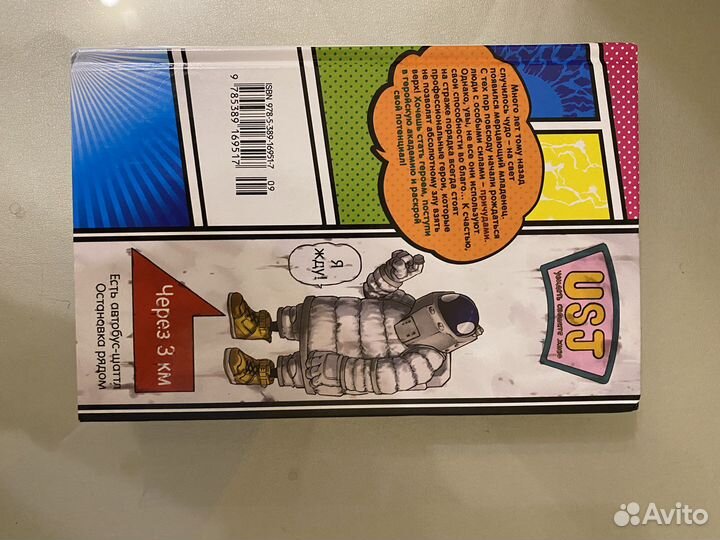 USJ
Много лет тому назад
случилось чудо – на свет
появился мерцающий младенец.
С тех пор повсюду начали рождаться
люди с особыми силами – причудами.
Однако, увы, не все они используют
свои способности во благо... К счастью,
на страже порядка всегда стоят
профессиональные герои, которые
не позволят абсолютному злу взять
верх! Хочешь стать героем, поступи
в геройскую академию и раскрой
свой потенциал!
Я
жду!
Через 3 км
Есть автобус-шаттл
Остановка рядом
ISBN 978-5-389-16951-7
09
9 785389 169517
Avito